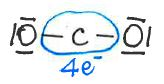 |O̅ – C – O̅|
4e⁻